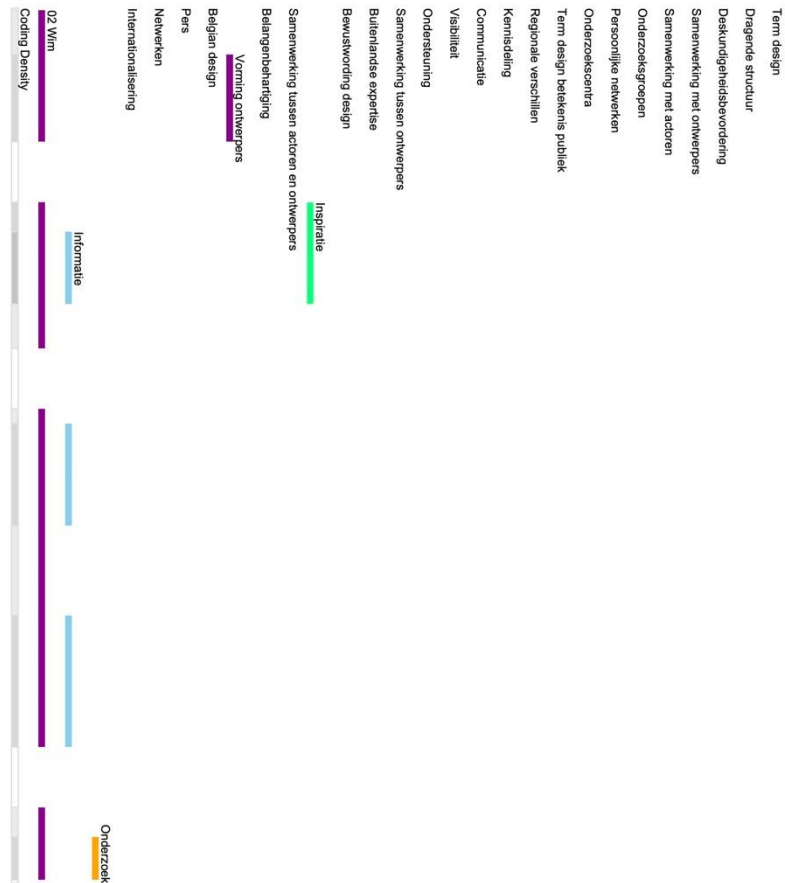 Coding Density
02 Wim
Informatie
Onderzoek
Internationalisering
Netwerken
Pers
Belgian design
Vorming ontwerpers
Belangenbehartiging
Samenwerking tussen actoren en ontwerpers
Inspiratie
Bewustwording design
Buitenlandse expertise
Samenwerking tussen ontwerpers
Ondersteuning
Visibiliteit
Communicatie
Kennisdeling
Regionale verschillen
Term design betekenis publiek
Onderzoekscentra
Persoonlijke netwerken
Onderzoeksgroepen
Samenwerking met actoren
Samenwerking met ontwerpers
Deskundigeheidsbevordering
Dragende structuur
Term design